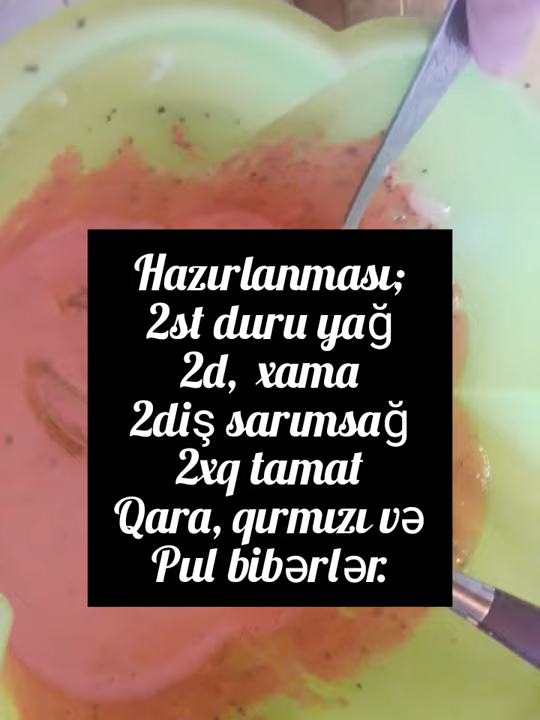 Hazırlanması;
2st duru yağ
2d, xama
2diş sarımsağ
2xq tamat
Qara, qırmızı və
Pul bibərlər.